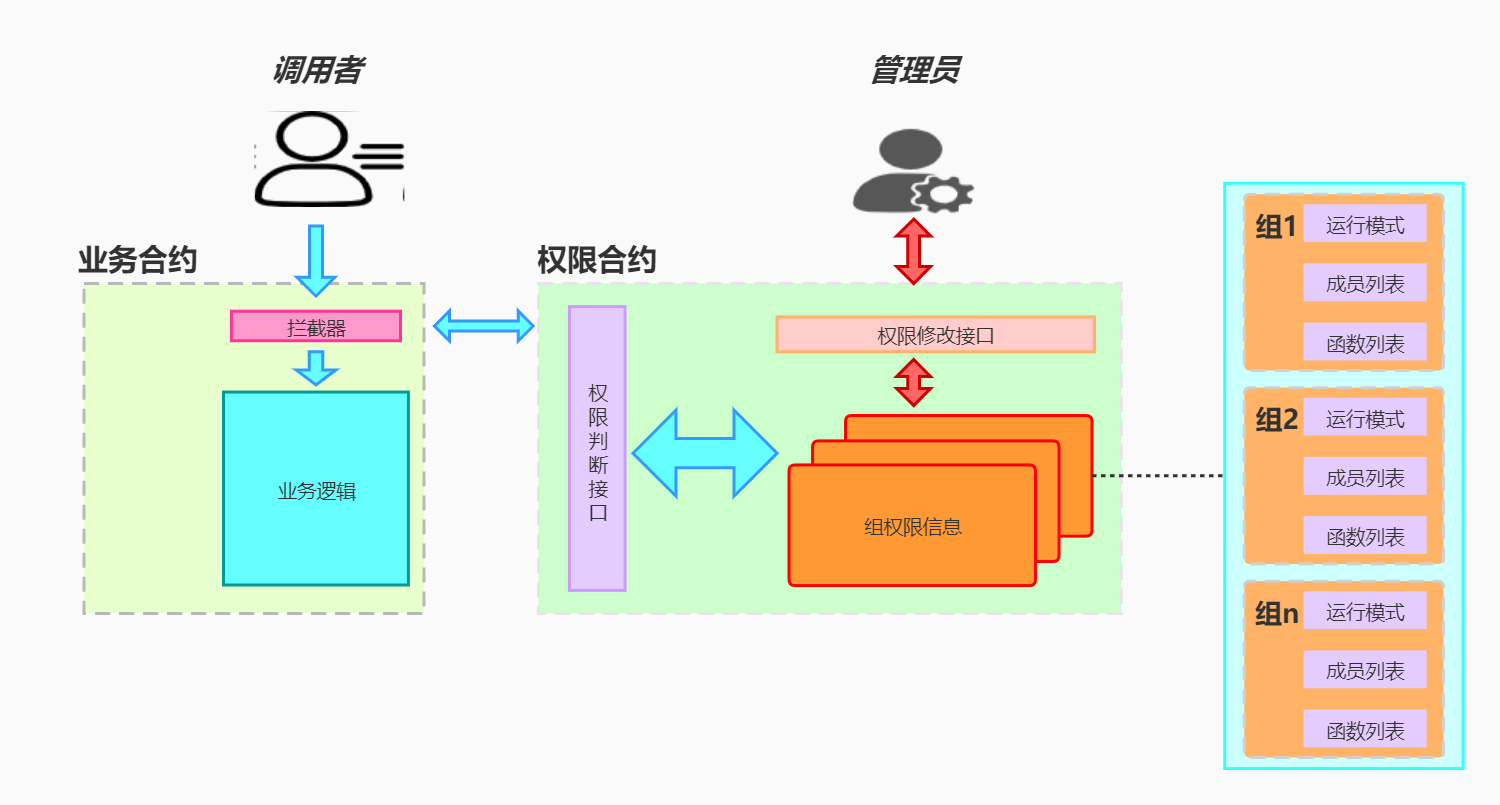 调用者
管理员
业务合约
权限合约
拦截器
业务逻辑
权限判断接口
权限修改接口
组权限信息
组1
运行模式
成员列表
函数列表
组2
运行模式
成员列表
函数列表
组n
运行模式
成员列表
函数列表